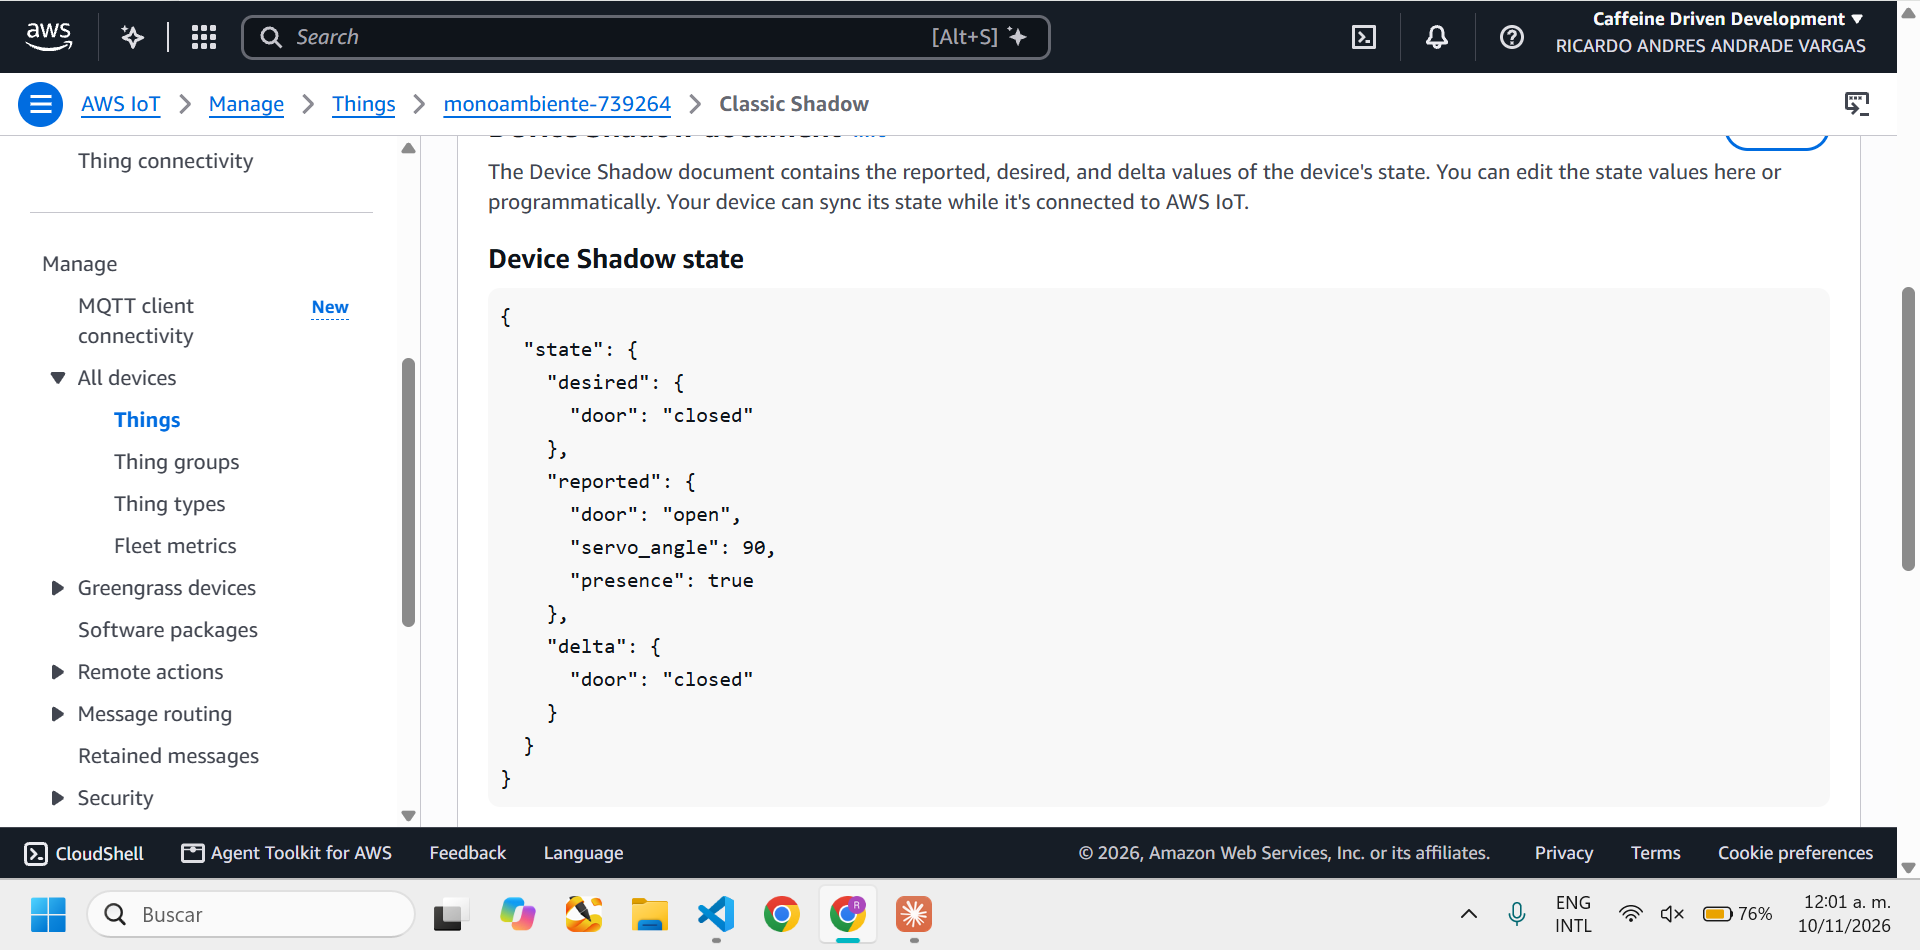 aws
Search
[Alt+S]
Caffeine Driven Development
RICARDO ANDRES ANDRADE VARGAS
AWS IoT
Manage
Things
monoambiente-739264
Classic Shadow
Thing connectivity
Manage
MQTT client connectivity
New
All devices
Things
Thing groups
Thing types
Fleet metrics
Greengrass devices
Software packages
Remote actions
Message routing
Retained messages
Security
Device Shadow document Info
The Device Shadow document contains the reported, desired, and delta values of the device's state. You can edit the state values here or
programmatically. Your device can sync its state while it's connected to AWS IoT.
Device Shadow state
{
"state": {
"desired": {
"door": "closed"
},
"reported": {
"door": "open",
"servo_angle": 90,
"presence": true
},
"delta": {
"door": "closed"
}
}
}
CloudShell
Agent Toolkit for AWS
Feedback
Language
© 2026, Amazon Web Services, Inc. or its affiliates.
Privacy
Terms
Cookie preferences
Buscar
R
ENG
INTL
76%
12:01 a. m.
10/11/2026